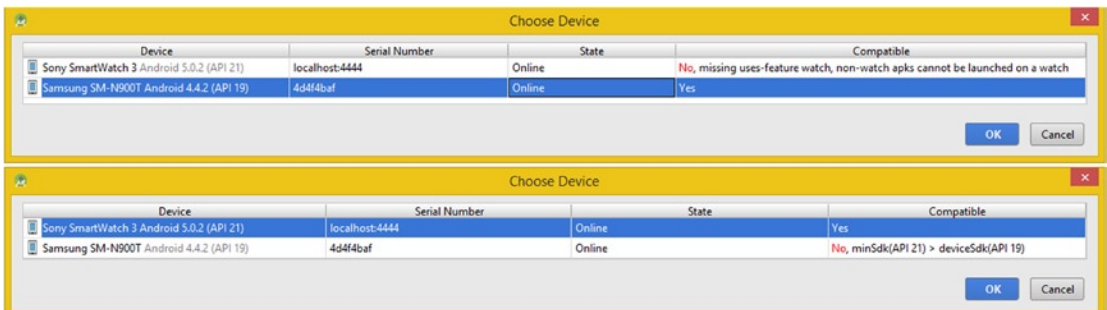 Choose Device
Device Serial Number State Compatible
Sony SmartWatch 3 Android 5.0.2 (API 21) localhost:4444 Online No, missing uses-feature watch, non-watch apks cannot be launched on a watch
Samsung SM-N900T Android 4.4.2 (API 19) 4d4f4baf Online Yes
OK Cancel
Choose Device
Device Serial Number State Compatible
Sony SmartWatch 3 Android 5.0.2 (API 21) localhost:4444 Online Yes
Samsung SM-N900T Android 4.4.2 (API 19) 4d4f4baf Online No, minSdk(API 21) > deviceSdk(API 19)
OK Cancel